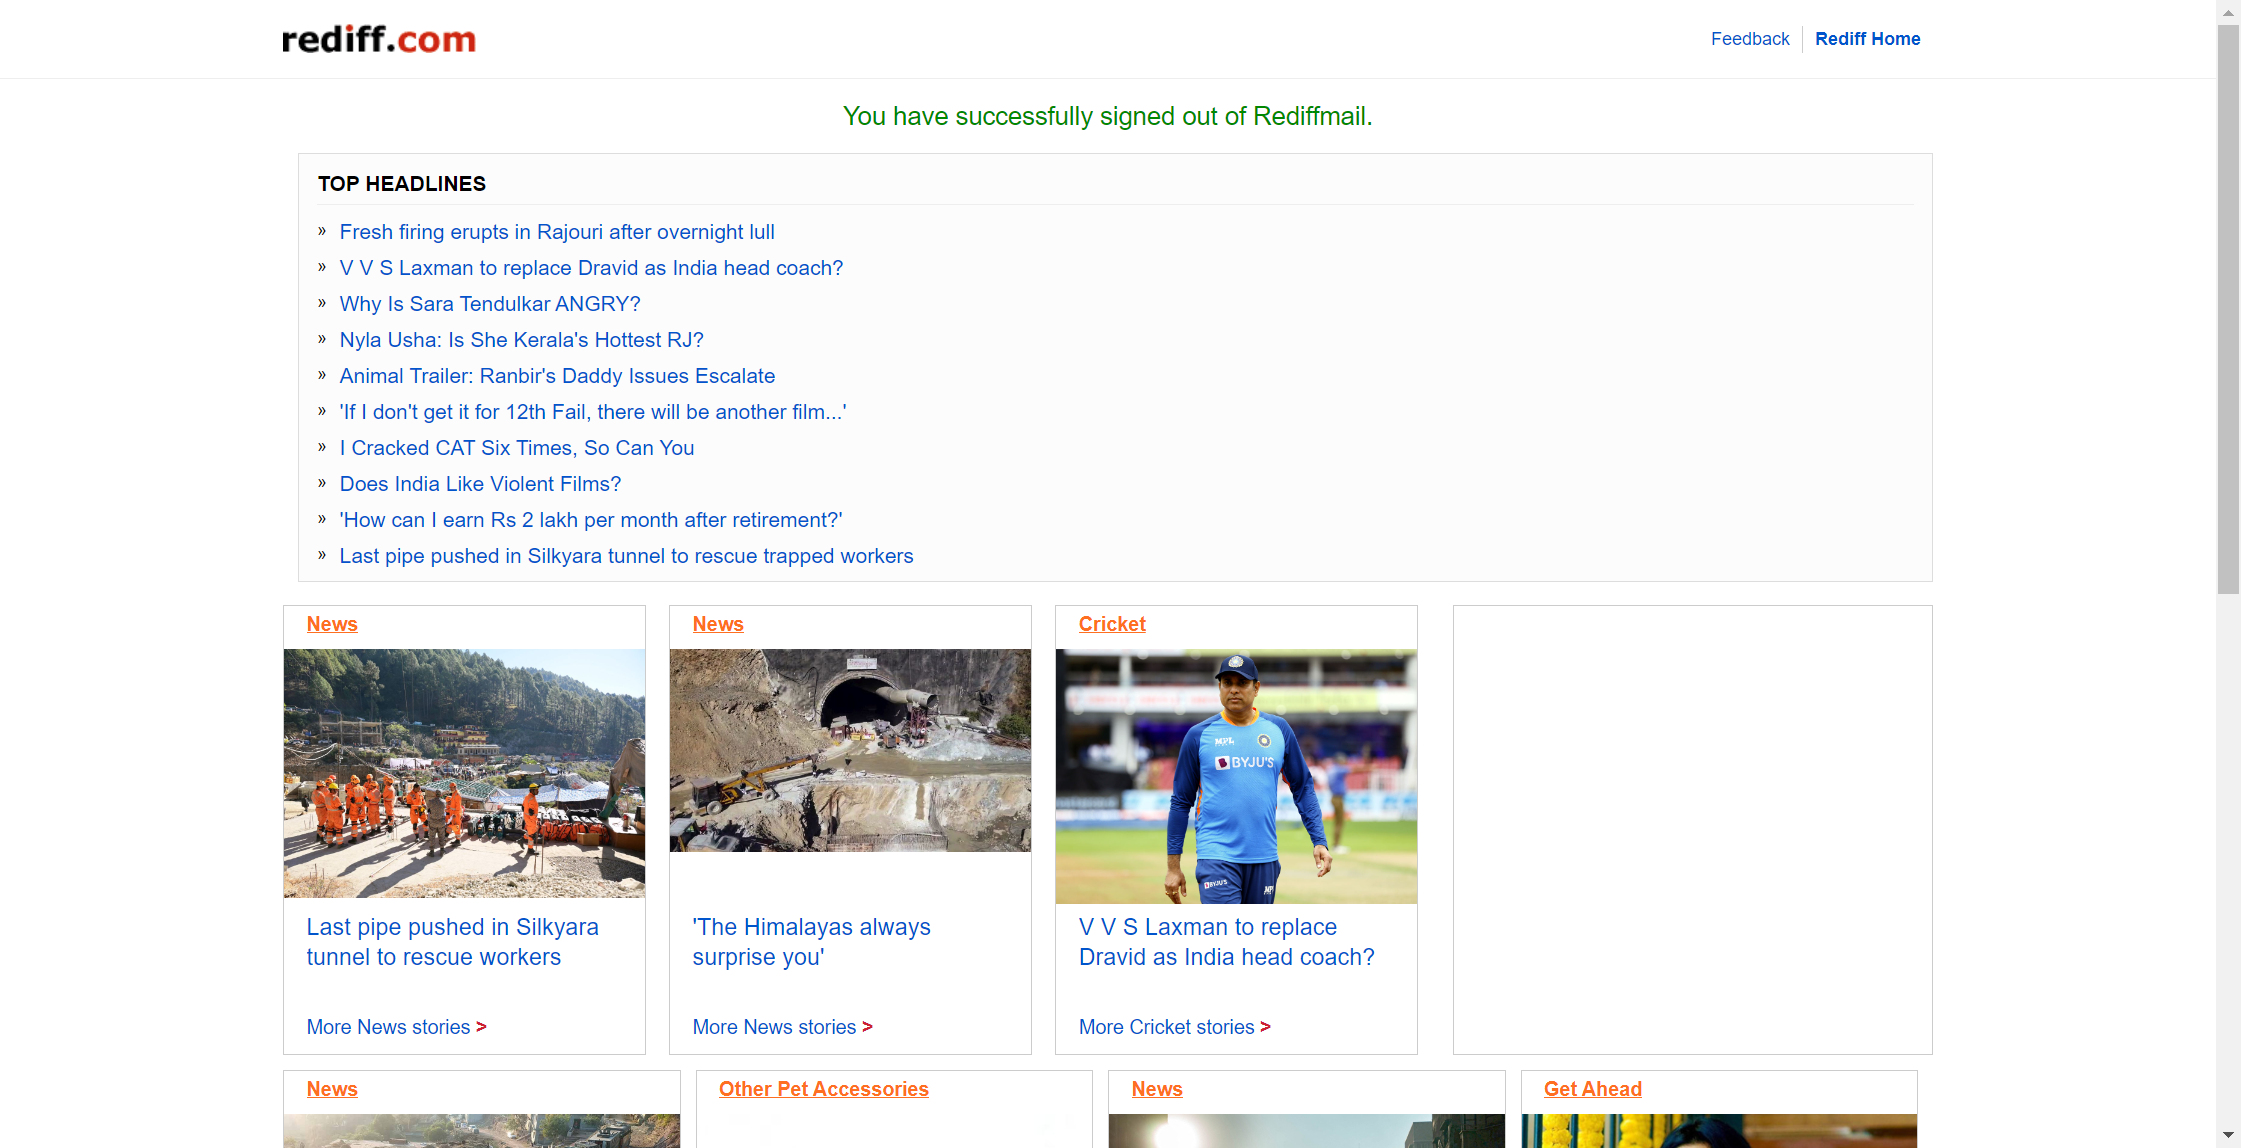 rediff.com
Feedback
Rediff Home
You have successfully signed out of Rediffmail.
TOP HEADLINES
» Fresh firing erupts in Rajouri after overnight lull
» V V S Laxman to replace Dravid as India head coach?
» Why Is Sara Tendulkar ANGRY?
» Nyla Usha: Is She Kerala's Hottest RJ?
» Animal Trailer: Ranbir's Daddy Issues Escalate
» 'If I don't get it for 12th Fail, there will be another film...'
» I Cracked CAT Six Times, So Can You
» Does India Like Violent Films?
» 'How can I earn Rs 2 lakh per month after retirement?'
» Last pipe pushed in Silkyara tunnel to rescue trapped workers
News
Last pipe pushed in Silkyara
tunnel to rescue workers
More News stories >
News
'The Himalayas always
surprise you'
More News stories >
Cricket
MPL
BYJU'S
BYJU'S
MPL
V V S Laxman to replace
Dravid as India head coach?
More Cricket stories >
News
Other Pet Accessories
News
Get Ahead